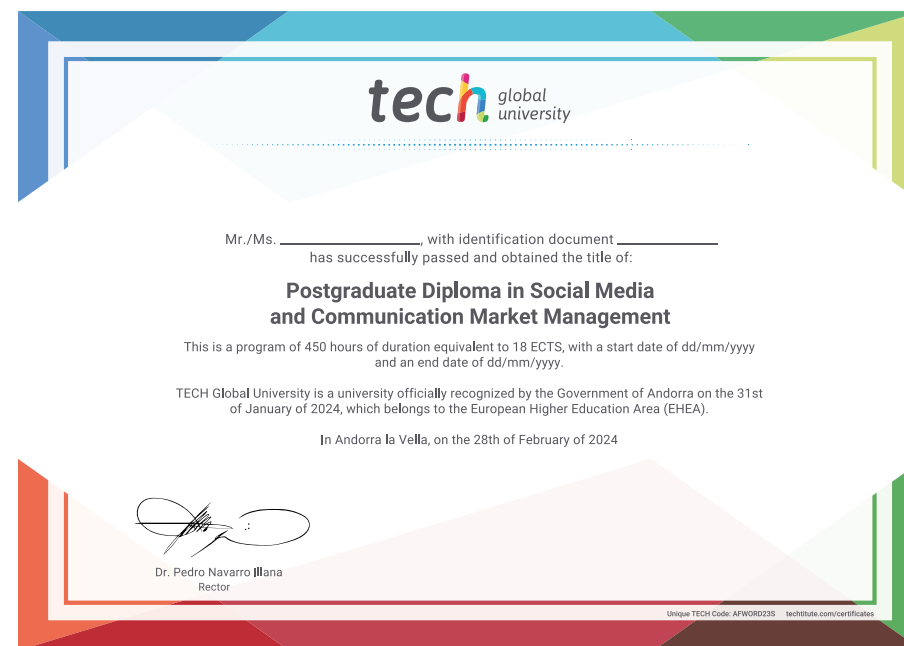 tech global university
Mr./Ms. ____________________, with identification document ______________
has successfully passed and obtained the title of:
Postgraduate Diploma in Social Media
and Communication Market Management
This is a program of 450 hours of duration equivalent to 18 ECTS, with a start date of dd/mm/yyyy
and an end date of dd/mm/yyyy.
TECH Global University is a university officially recognized by the Government of Andorra on the 31st
of January of 2024, which belongs to the European Higher Education Area (EHEA).
In Andorra la Vella, on the 28th of February of 2024
Dr. Pedro Navarro Illana
Rector
Unique TECH Code: AFWORD23S techtitute.com/certificates